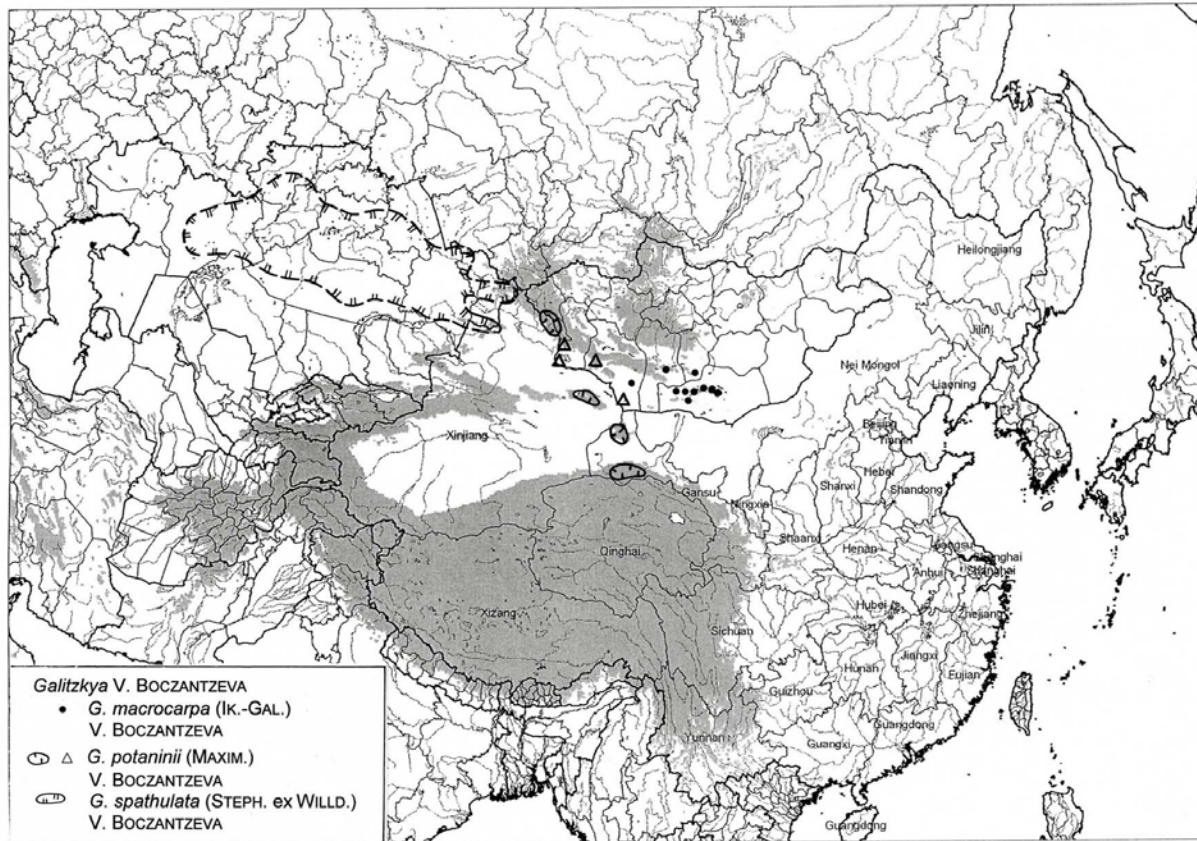 Heilongjiang
Jilin
Nei Mongol
Liaoning
Beijing
Tianjin
Xinjiang
Hebei
Shanxi
Shandong
Gansu
Ningxia
Shaanxi
Henan
Jiangsu
Qinghai
Shanghai
Anhui
Shanghai
Hubei
Zhejiang
Xizang
Sichuan
Jiangxi
Hunan
Fujian
Guizhou
Guangdong
Yunnan
Guangxi
Guangdong
Galitzkya V. BOCZANTZEVA
• G. macrocarpa (IK.-GAL.)
V. BOCZANTZEVA
△ G. potaninii (MAXIM.)
V. BOCZANTZEVA
G. spathulata (STEPH. ex WILLD.)
V. BOCZANTZEVA